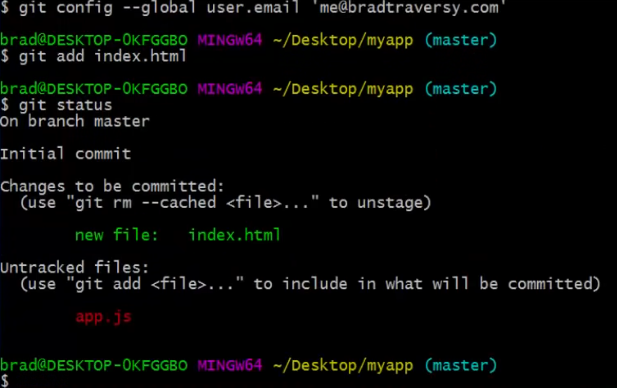 $ git config --global user.email 'me@bradtraversy.com'
brad@DESKTOP-0KFGGBO MINGW64 ~/Desktop/myapp (master)
$ git add index.html
brad@DESKTOP-0KFGGBO MINGW64 ~/Desktop/myapp (master)
$ git status
On branch master
Initial commit
Changes to be committed:
  (use "git rm --cached <file>..." to unstage)
        new file:   index.html
Untracked files:
  (use "git add <file>..." to include in what will be committed)
        app.js
brad@DESKTOP-0KFGGBO MINGW64 ~/Desktop/myapp (master)
$